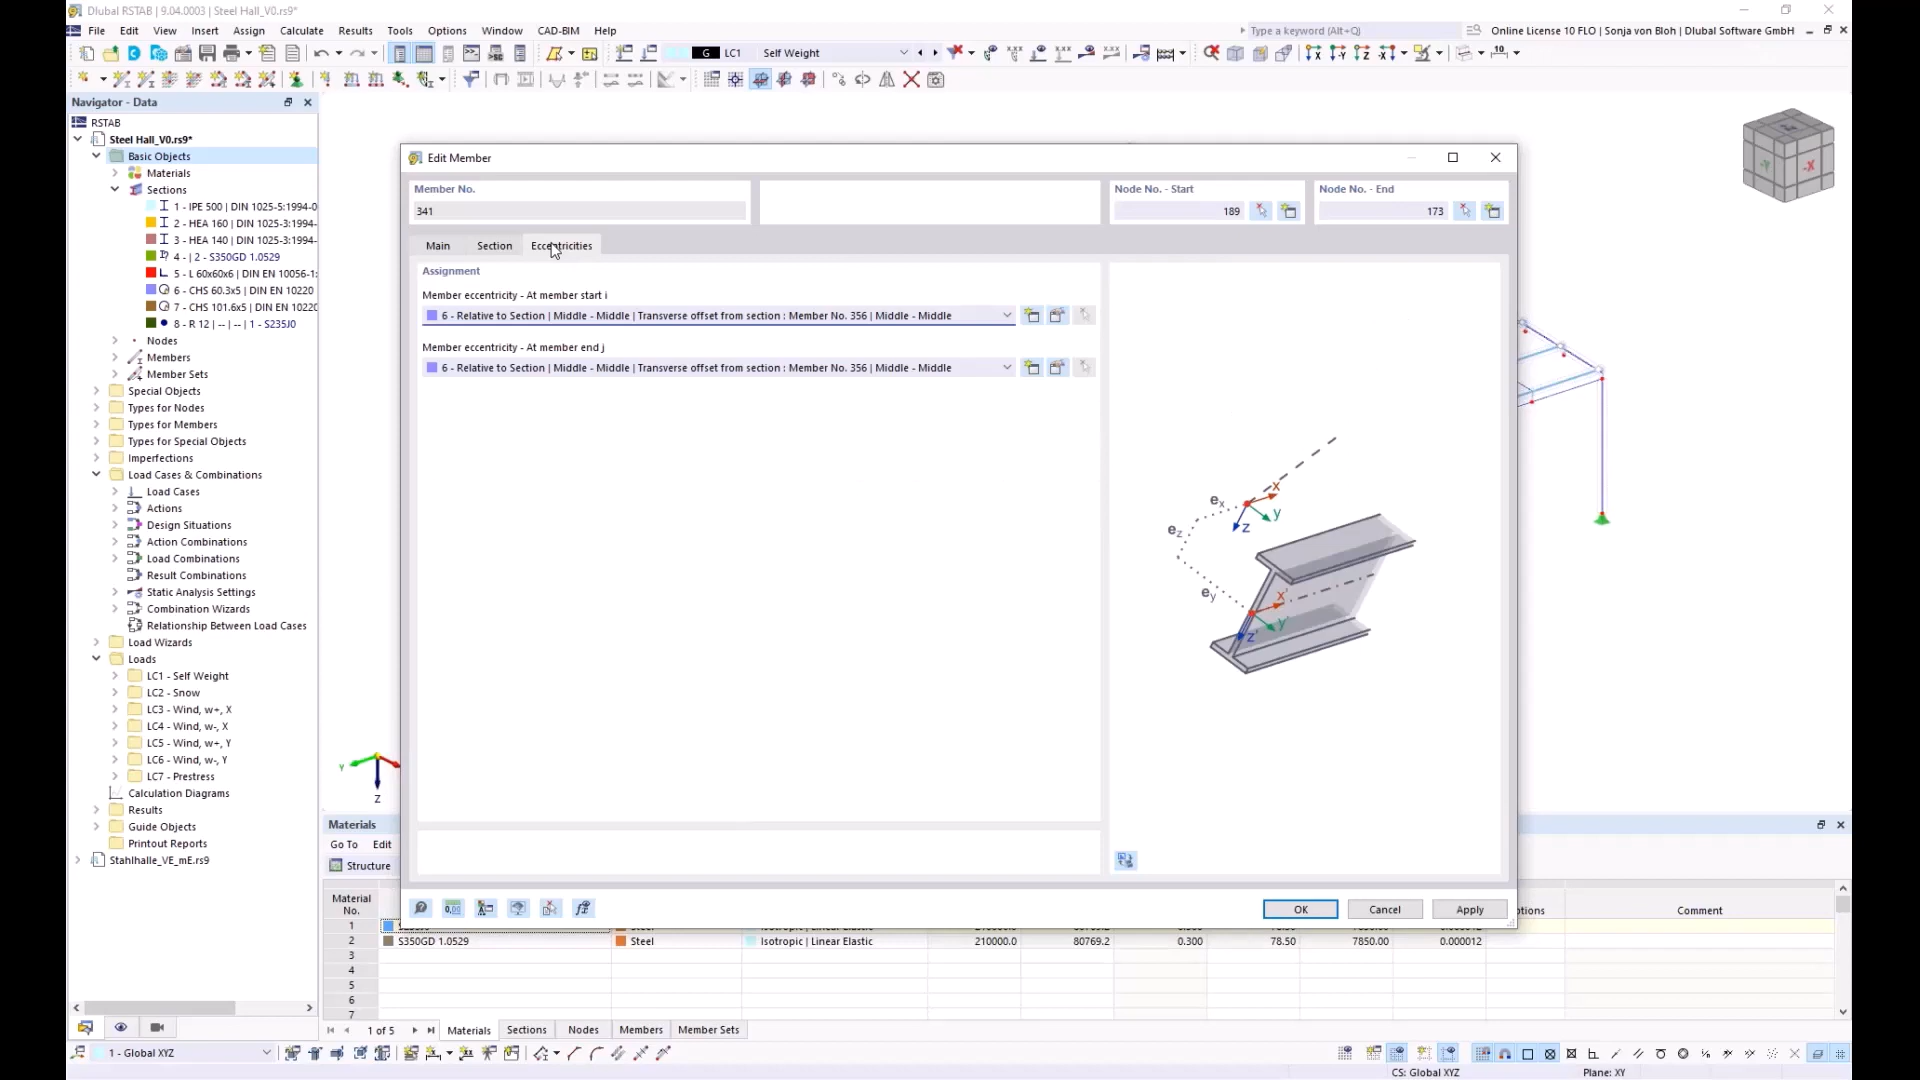 Dlubal RSTAB | 9.04.0003 | Steel Hall_V0.rs9*
File Edit View Insert Assign Calculate Results Tools Options Window CAD-BIM Help
Type a keyword (Alt+Q)
Online License 10 FLO | Sonja von Bloh | Dlubal Software GmbH
G LC1 Self Weight
Navigator - Data
RSTAB
Steel Hall_V0.rs9*
Basic Objects
Materials
Sections
1 - IPE 500 | DIN 1025-5:1994-0
2 - HEA 160 | DIN 1025-3:1994-
3 - HEA 140 | DIN 1025-3:1994-
4 - | 2 - S350GD 1.0529
5 - L 60x60x6 | DIN EN 10056-1:
6 - CHS 60.3x5 | DIN EN 10220
7 - CHS 101.6x5 | DIN EN 10220
8 - R 12 | -- | -- | 1 - S235J0
Nodes
Members
Member Sets
Special Objects
Types for Nodes
Types for Members
Types for Special Objects
Imperfections
Load Cases & Combinations
Load Cases
Actions
Design Situations
Action Combinations
Load Combinations
Result Combinations
Static Analysis Settings
Combination Wizards
Relationship Between Load Cases
Load Wizards
Loads
LC1 - Self Weight
LC2 - Snow
LC3 - Wind, w+, X
LC4 - Wind, w-, X
LC5 - Wind, w+, Y
LC6 - Wind, w-, Y
LC7 - Prestress
Calculation Diagrams
Results
Guide Objects
Printout Reports
Stahlhalle_VE_mE.rs9
Edit Member
Member No.
341
Node No. - Start
189
Node No. - End
173
Main Section Eccentricities
Assignment
Member eccentricity - At member start i
6 - Relative to Section | Middle - Middle | Transverse offset from section : Member No. 356 | Middle - Middle
Member eccentricity - At member end j
6 - Relative to Section | Middle - Middle | Transverse offset from section : Member No. 356 | Middle - Middle
ex
x
y
z
ez
ey
x'
y'
z'
OK Cancel Apply
-Y
-X
Y
Z
Materials
Go To Edit
Structure
Material
No.
Comment
1
2 S350GD 1.0529 Steel Isotropic | Linear Elastic 210000.0 80769.2 0.300 78.50 7850.00 0.000012
3
4
5
6
7
1 of 5 Materials Sections Nodes Members Member Sets
1 - Global XYZ
CS: Global XYZ Plane: XY